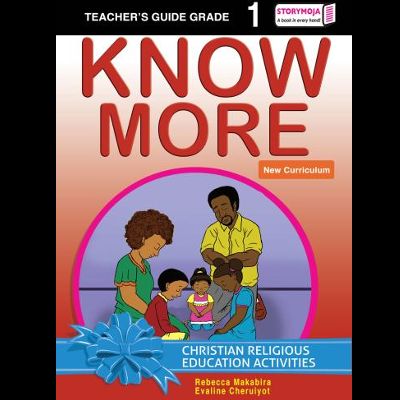 TEACHER'S GUIDE GRADE 1
STORYMOJA
A book in every hand!
KNOW
MORE
New Curriculum
CHRISTIAN RELIGIOUS
EDUCATION ACTIVITIES
Rebecca Makabira
Evaline Cheruiyot